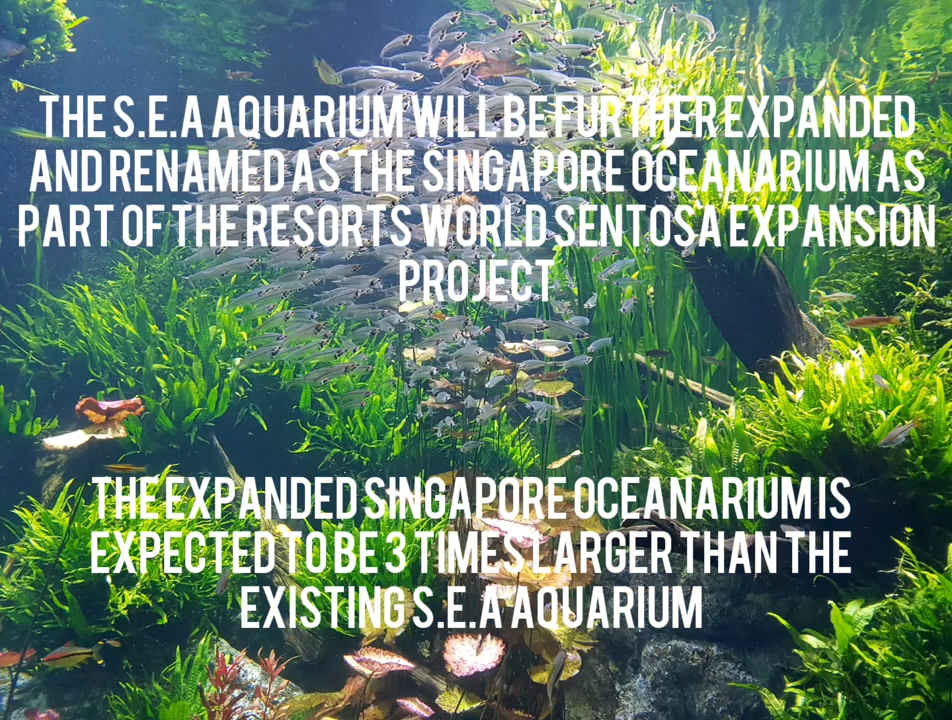 THE S.E.A AQUARIUM WILL BE FURTHER EXPANDED
AND RENAMED AS THE SINGAPORE OCEANARIUM AS
PART OF THE RESORTS WORLD SENTOSA EXPANSION
PROJECT
THE EXPANDED SINGAPORE OCEANARIUM IS
EXPECTED TO BE 3 TIMES LARGER THAN THE
EXISTING S.E.A AQUARIUM